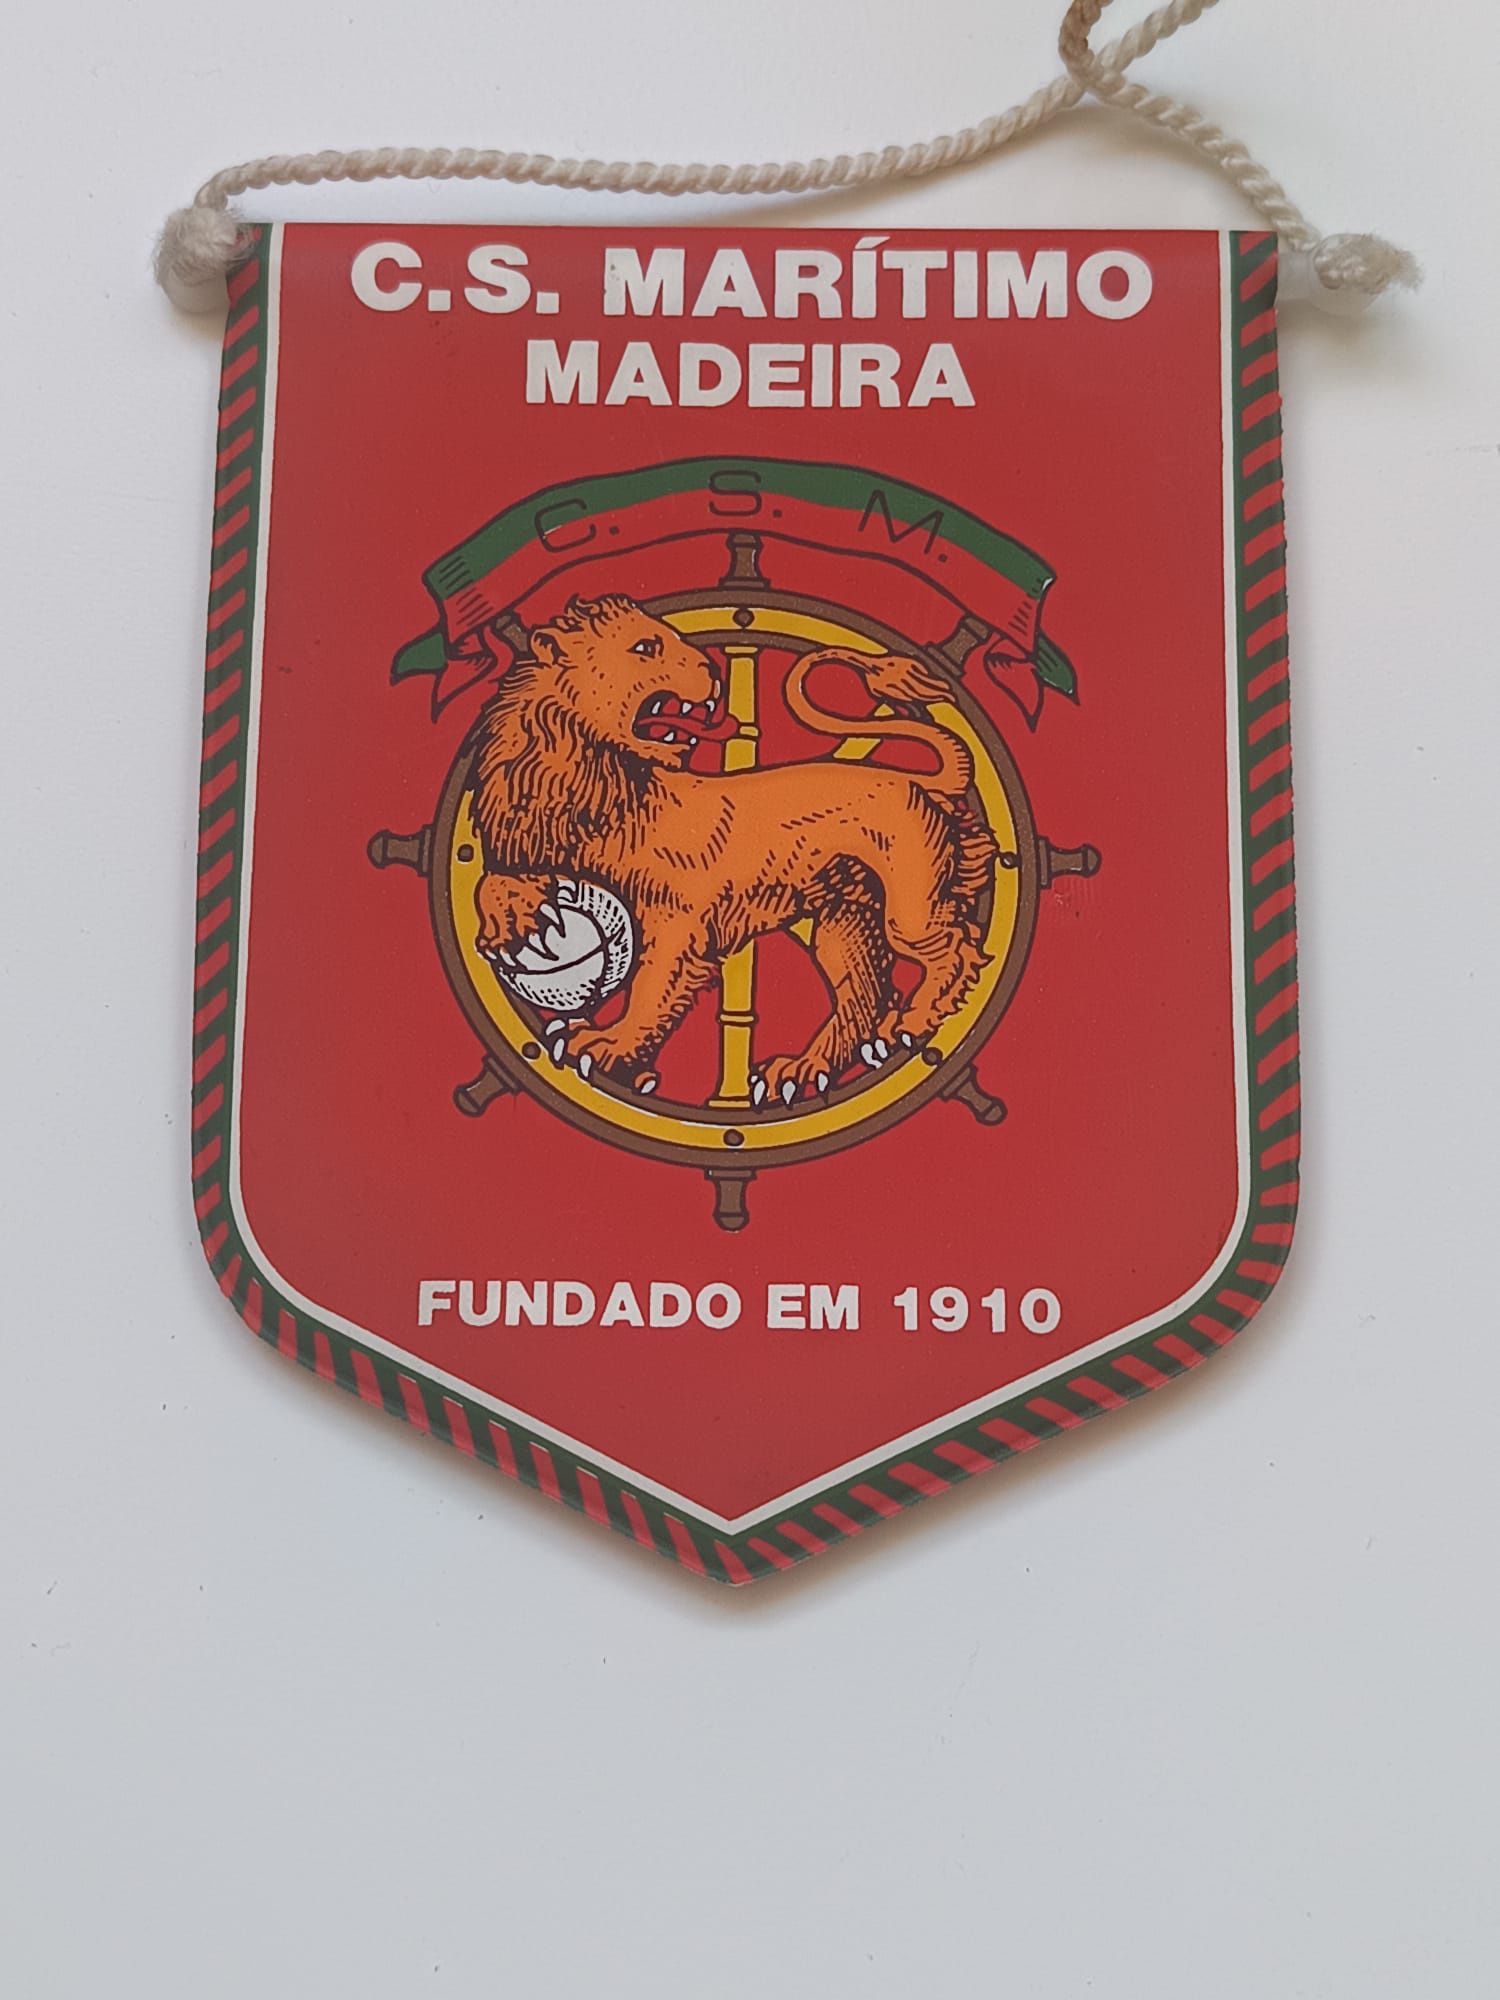 C.S. MARÍTIMO
MADEIRA
C. S. M.
FUNDADO EM 1910